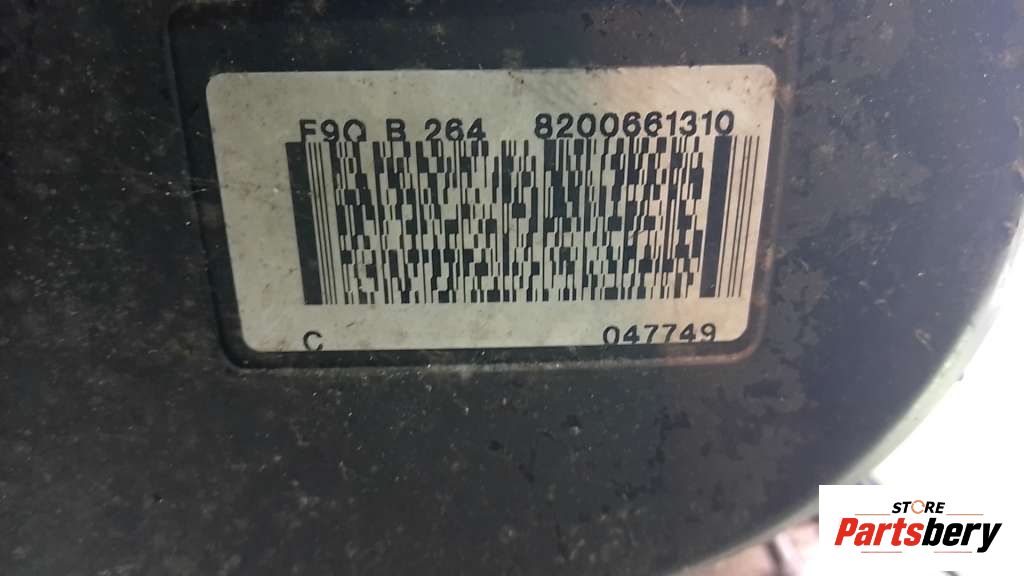 F9Q B 264 8200661310
C 047749
STORE
Partsbery